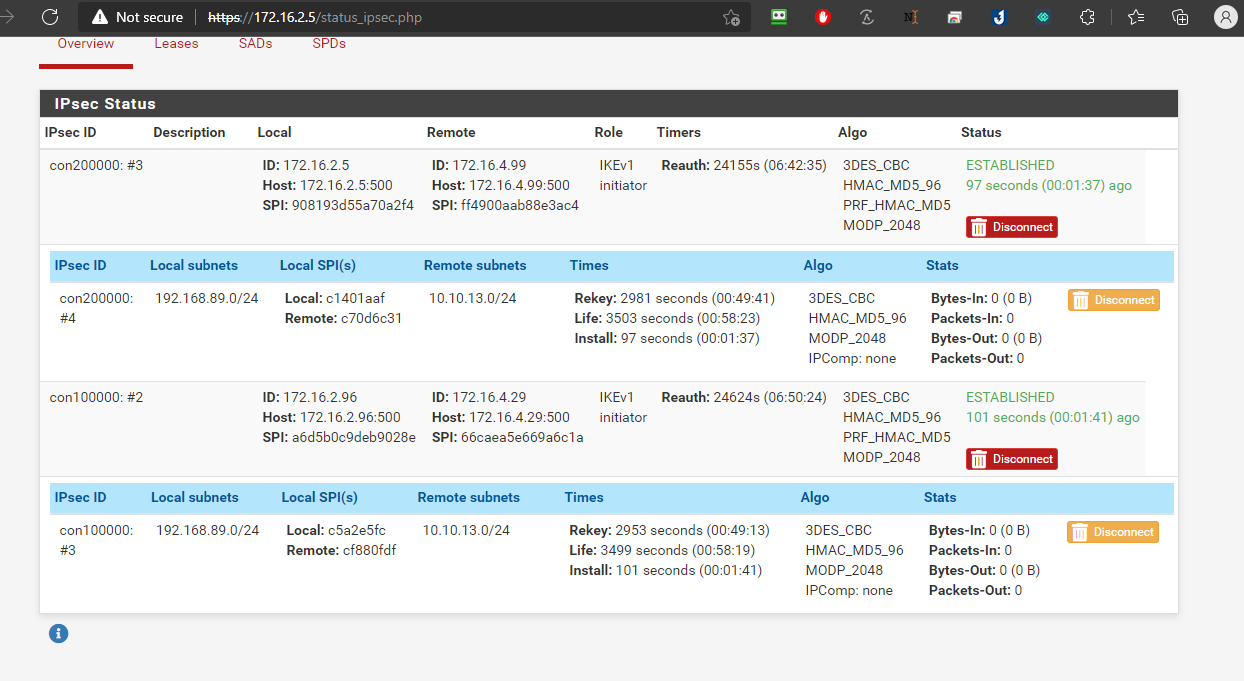 Not secure https://172.16.2.5/status_ipsec.php
Overview Leases SADs SPDs
IPsec Status
IPsec ID Description Local Remote Role Timers Algo Status
con200000: #3 ID: 172.16.2.5 ID: 172.16.4.99 IKEv1 Reauth: 24155s (06:42:35) 3DES_CBC ESTABLISHED
Host: 172.16.2.5:500 Host: 172.16.4.99:500 initiator HMAC_MD5_96 97 seconds (00:01:37) ago
SPI: 908193d55a70a2f4 SPI: ff4900aab88e3ac4 PRF_HMAC_MD5
MODP_2048 Disconnect
IPsec ID Local subnets Local SPI(s) Remote subnets Times Algo Stats
con200000: 192.168.89.0/24 Local: c1401aaf 10.10.13.0/24 Rekey: 2981 seconds (00:49:41) 3DES_CBC Bytes-In: 0 (0 B) Disconnect
#4 Remote: c70d6c31 Life: 3503 seconds (00:58:23) HMAC_MD5_96 Packets-In: 0
Install: 97 seconds (00:01:37) MODP_2048 Bytes-Out: 0 (0 B)
IPComp: none Packets-Out: 0
con100000: #2 ID: 172.16.2.96 ID: 172.16.4.29 IKEv1 Reauth: 24624s (06:50:24) 3DES_CBC ESTABLISHED
Host: 172.16.2.96:500 Host: 172.16.4.29:500 initiator HMAC_MD5_96 101 seconds (00:01:41) ago
SPI: a6d5b0c9deb9028e SPI: 66caea5e669a6c1a PRF_HMAC_MD5
MODP_2048 Disconnect
IPsec ID Local subnets Local SPI(s) Remote subnets Times Algo Stats
con100000: 192.168.89.0/24 Local: c5a2e5fc 10.10.13.0/24 Rekey: 2953 seconds (00:49:13) 3DES_CBC Bytes-In: 0 (0 B) Disconnect
#3 Remote: cf880fdf Life: 3499 seconds (00:58:19) HMAC_MD5_96 Packets-In: 0
Install: 101 seconds (00:01:41) MODP_2048 Bytes-Out: 0 (0 B)
IPComp: none Packets-Out: 0